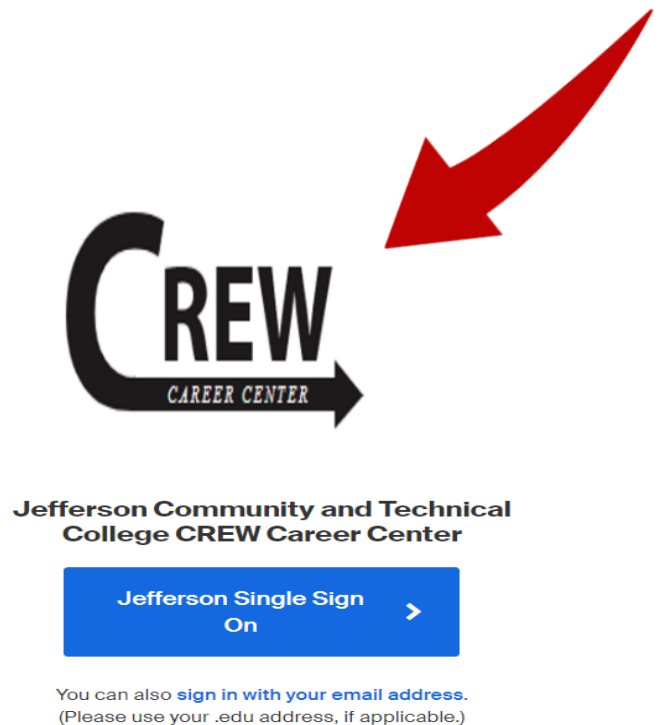 CREW
CAREER CENTER
Jefferson Community and Technical
College CREW Career Center
Jefferson Single Sign
On
You can also sign in with your email address.
(Please use your .edu address, if applicable.)